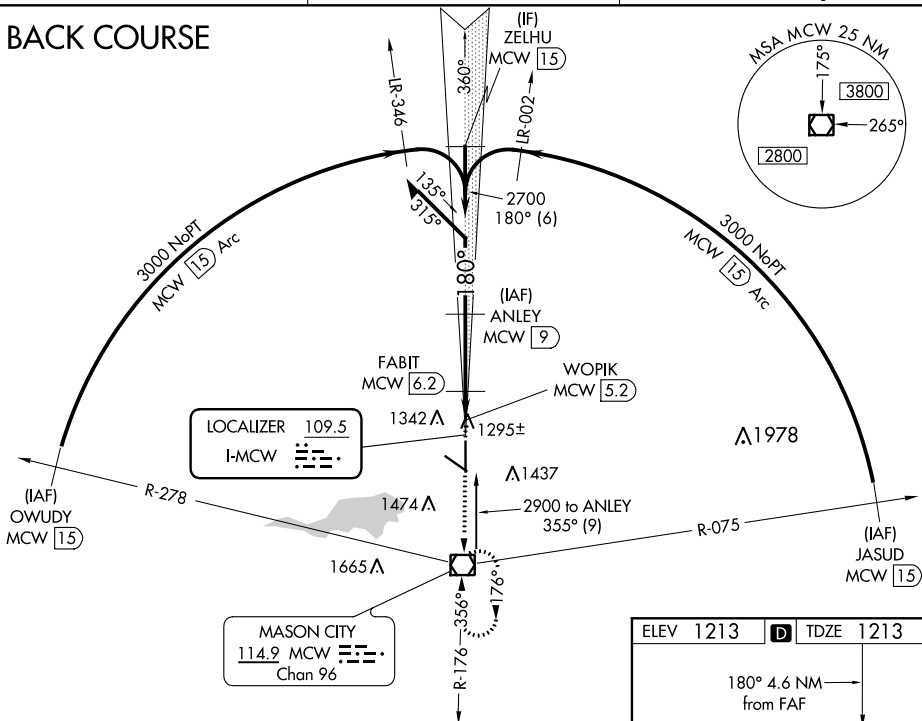 BACK COURSE
(IF)
ZELHU
MCW 15
360°
LR-346
LR-002
MSA MCW 25 NM
175°
3800
265°
2800
135°
315°
2700
180° (6)
3000 NoPT
MCW 15 Arc
3000 NoPT
MCW 15 Arc
180°
(IAF)
ANLEY
MCW 9
FABIT
MCW 6.2
WOPIK
MCW 5.2
LOCALIZER 109.5
I-MCW
1342
1295±
1978
1437
1474
(IAF)
OWUDY
MCW 15
R-278
2900 to ANLEY
355° (9)
R-075
(IAF)
JASUD
MCW 15
1665
356°
176°
R-176
MASON CITY
114.9 MCW
Chan 96
ELEV 1213 D TDZE 1213
180° 4.6 NM
from FAF